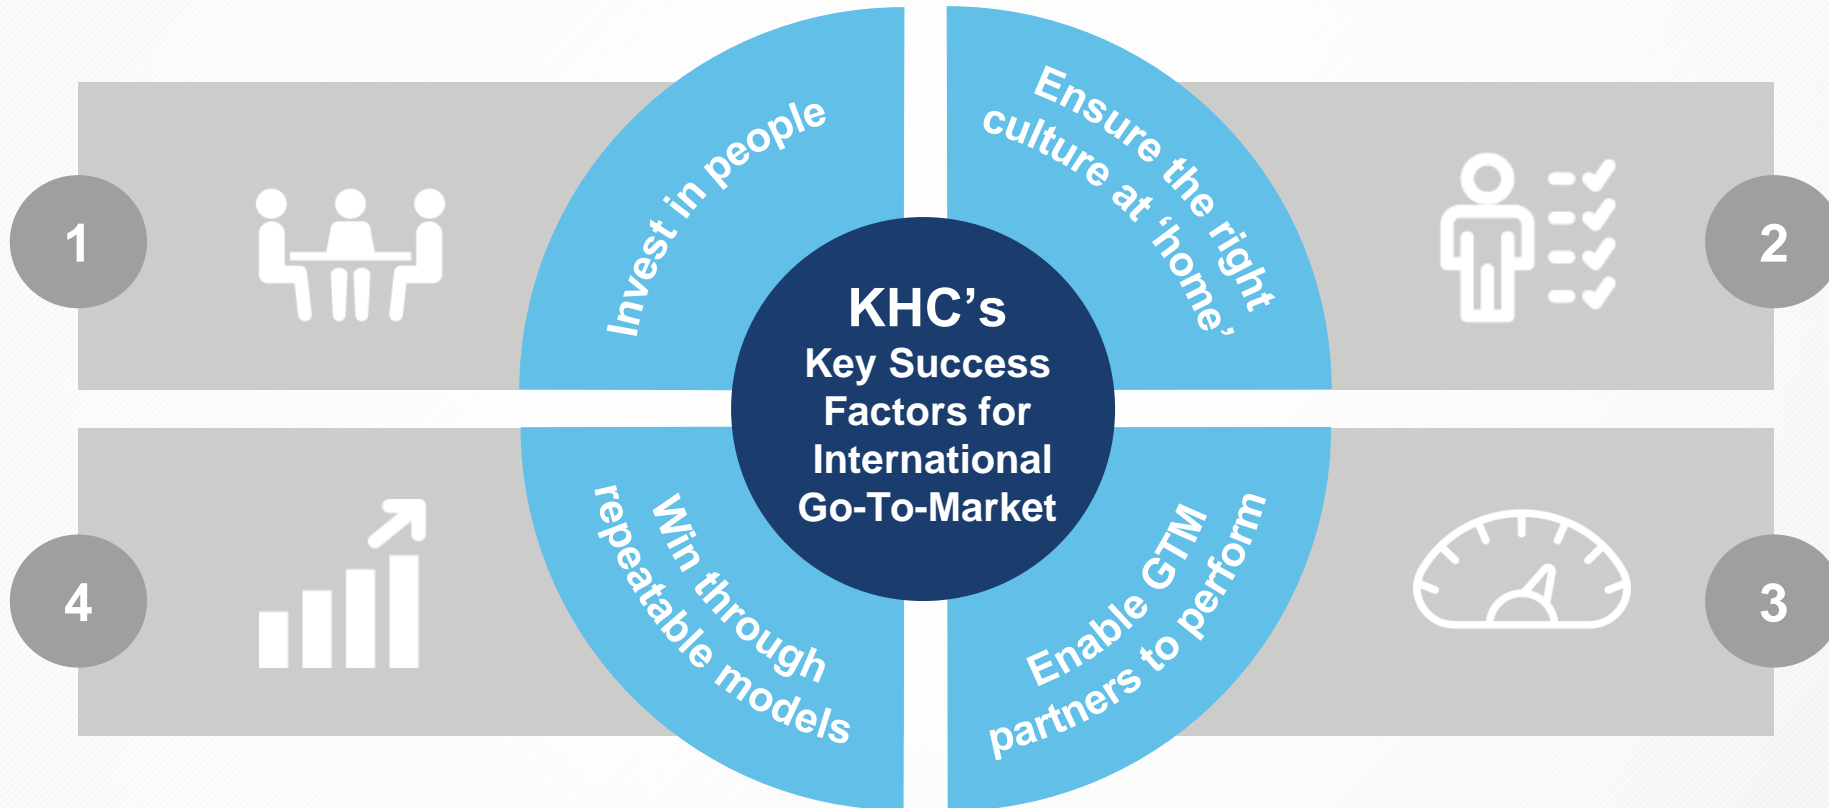 1
Invest in people
Ensure the right
culture at ‘home’
2
KHC’s
Key Success
Factors for
International
Go-To-Market
4
Win through
repeatable models
Enable GTM
partners to perform
3